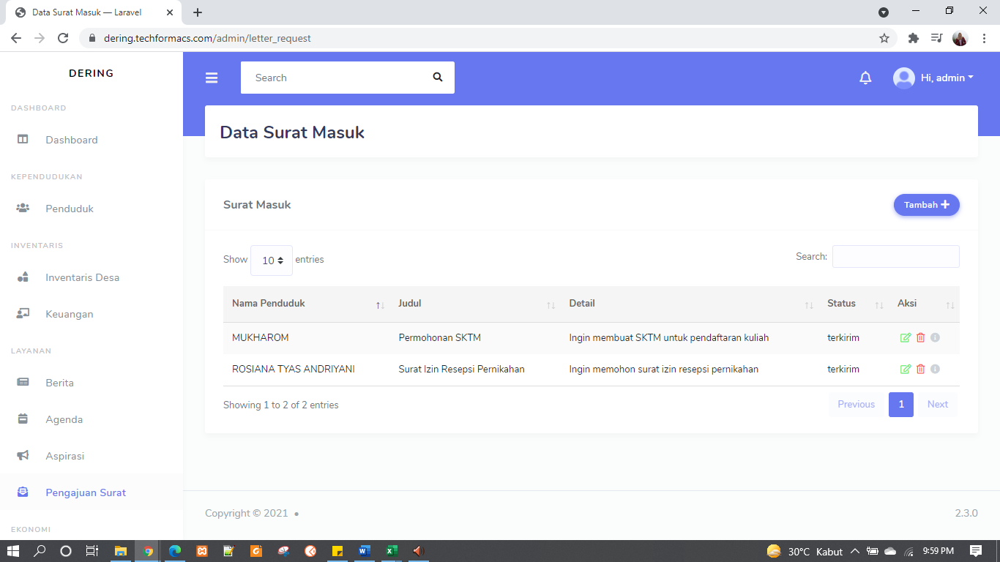 Data Surat Masuk — Laravel
dering.techformacs.com/admin/letter_request
DERING
Search
Hi, admin
DASHBOARD
Dashboard
KEPENDUDUKAN
Penduduk
INVENTARIS
Inventaris Desa
Keuangan
LAYANAN
Berita
Agenda
Aspirasi
Pengajuan Surat
EKONOMI
Data Surat Masuk
Surat Masuk
Tambah
Show 10 entries
Search:
Nama Penduduk Judul Detail Status Aksi
MUKHAROM Permohonan SKTM Ingin membuat SKTM untuk pendaftaran kuliah terkirim
ROSIANA TYAS ANDRIYANI Surat Izin Resepsi Pernikahan Ingin memohon surat izin resepsi pernikahan terkirim
Showing 1 to 2 of 2 entries
Previous 1 Next
Copyright © 2021 •
2.3.0
30°C Kabut 9:59 PM